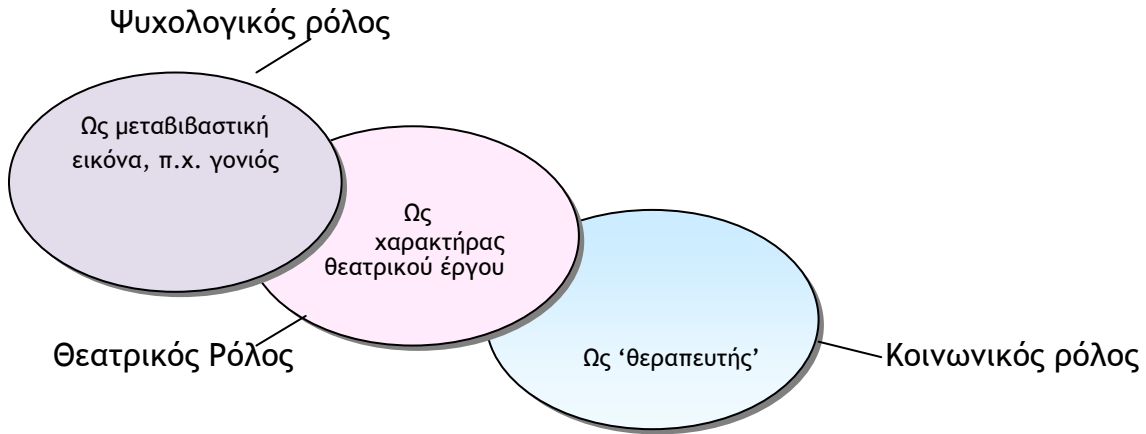 Ψυχολογικός ρόλος
Ως μεταβιβαστική
εικόνα, π.χ. γονιός
Ως
χαρακτήρας
θεατρικού έργου
Θεατρικός Ρόλος
Ως ‘θεραπευτής’
Κοινωνικός ρόλος